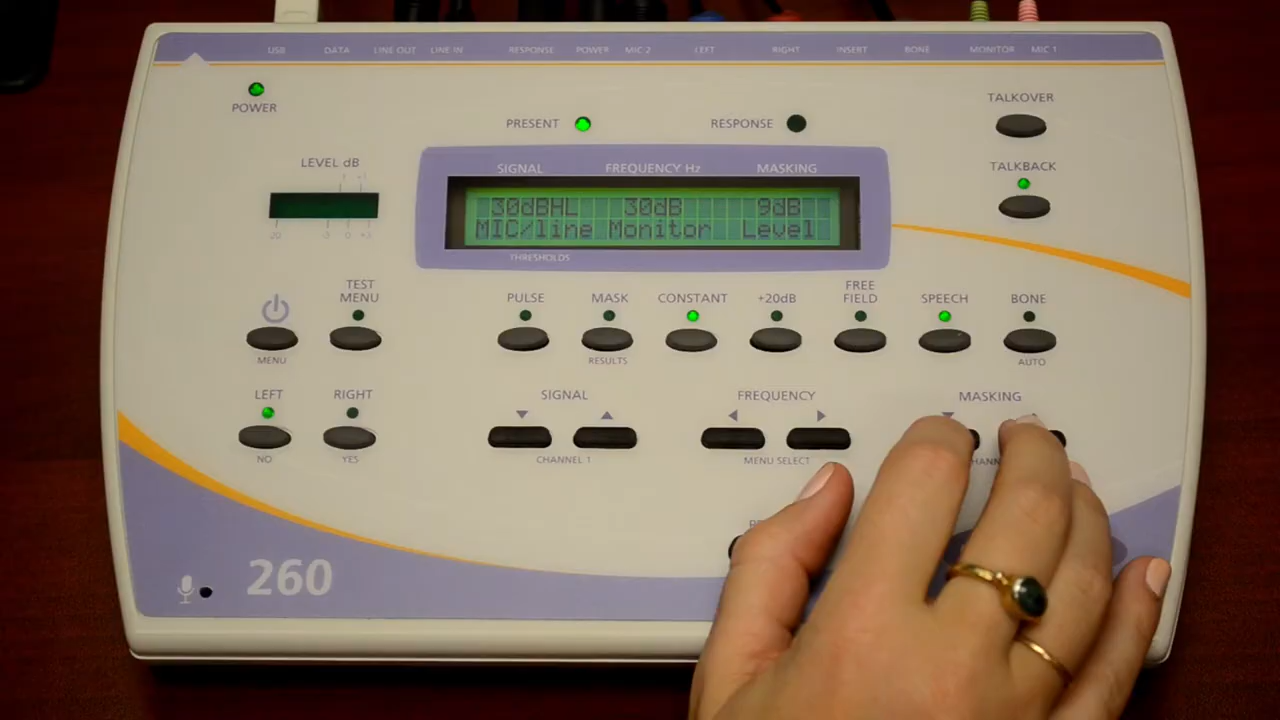 USB DATA LINE OUT LINE IN RESPONSE POWER MIC 2 LEFT RIGHT INSERT BONE MONITOR MIC 1
POWER
PRESENT RESPONSE
TALKOVER
LEVEL dB
SIGNAL FREQUENCY Hz MASKING
TALKBACK
30dBHL 30dB 9dB
MIC/line Monitor Level
THRESHOLDS
TEST
MENU
PULSE MASK CONSTANT +20dB FREE
FIELD SPEECH BONE
MENU RESULTS AUTO
LEFT RIGHT SIGNAL FREQUENCY MASKING
NO YES CHANNEL 1 MENU SELECT
260